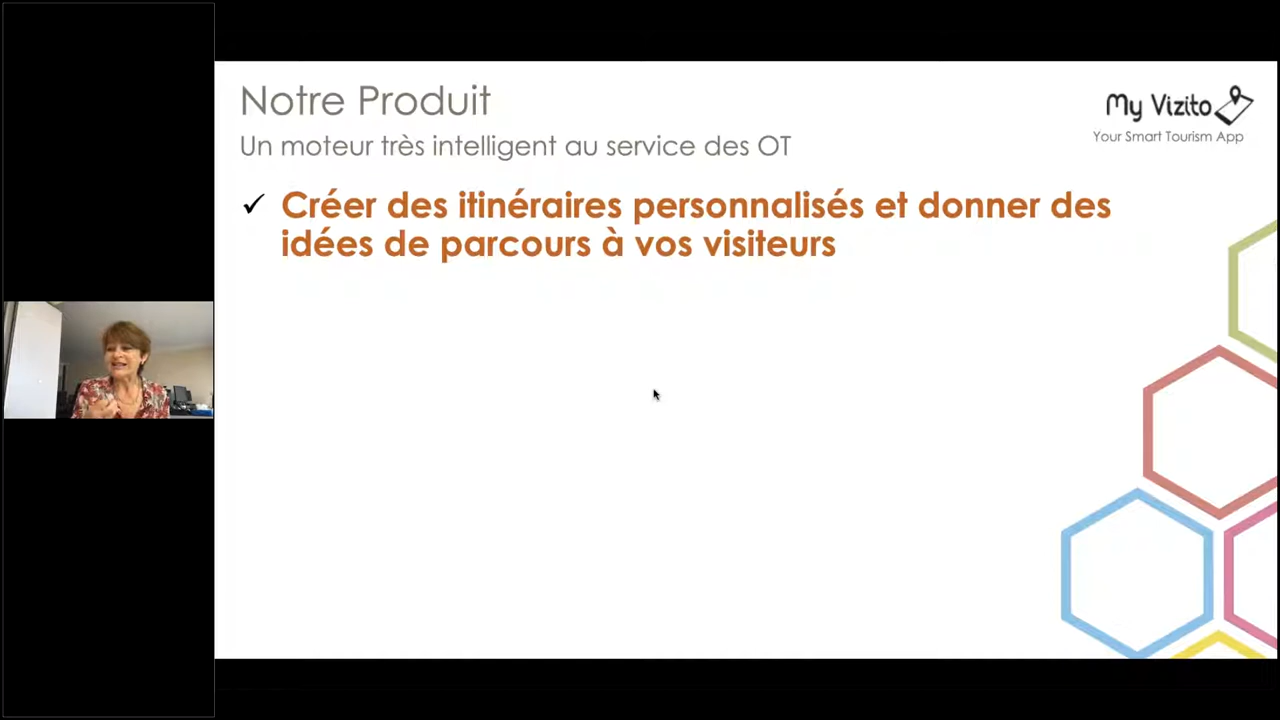 Notre Produit
Un moteur très intelligent au service des OT
My Vizito
Your Smart Tourism App
Créer des itinéraires personnalisés et donner des
idées de parcours à vos visiteurs